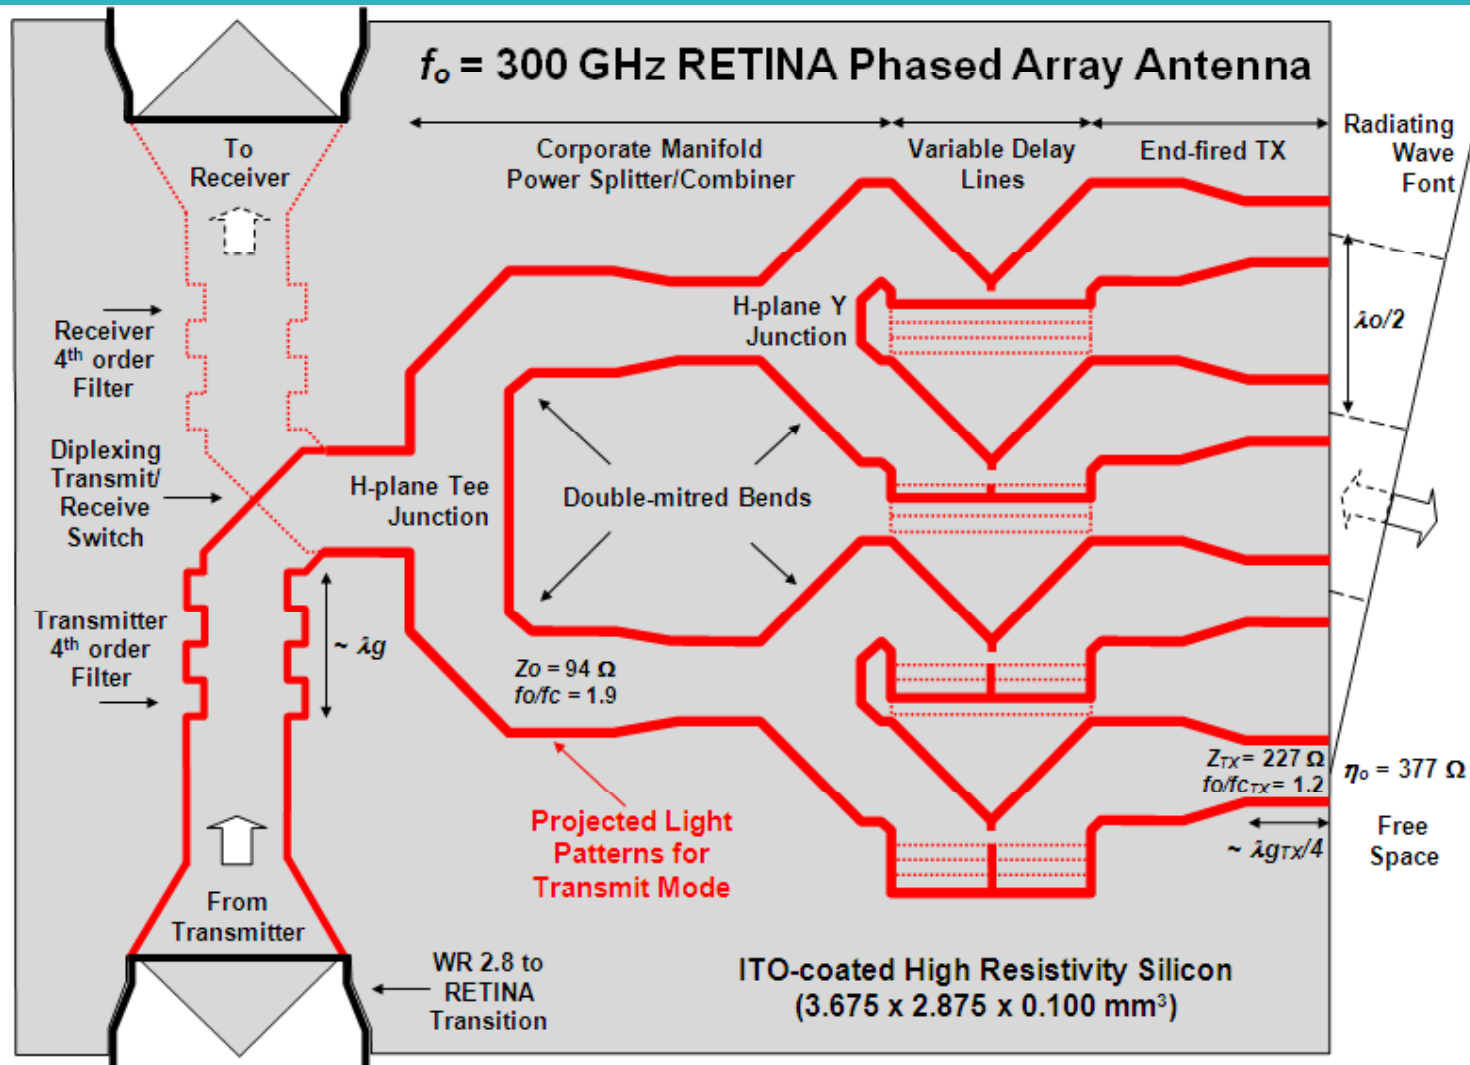 fo = 300 GHz RETINA Phased Array Antenna
To
Receiver
Corporate Manifold
Power Splitter/Combiner
Variable Delay
Lines
End-fired TX
Radiating
Wave
Font
H-plane Y
Junction
λo/2
Receiver
4th order
Filter
Diplexing
Transmit/
Receive
Switch
H-plane Tee
Junction
Double-mitred Bends
Transmitter
4th order
Filter
~ λg
Zo = 94 Ω
fo/fc = 1.9
ZTX = 227 Ω
fo/fcTX = 1.2
ηo = 377 Ω
Projected Light
Patterns for
Transmit Mode
~ λgTX/4
Free
Space
From
Transmitter
WR 2.8 to
RETINA
Transition
ITO-coated High Resistivity Silicon
(3.675 x 2.875 x 0.100 mm³)